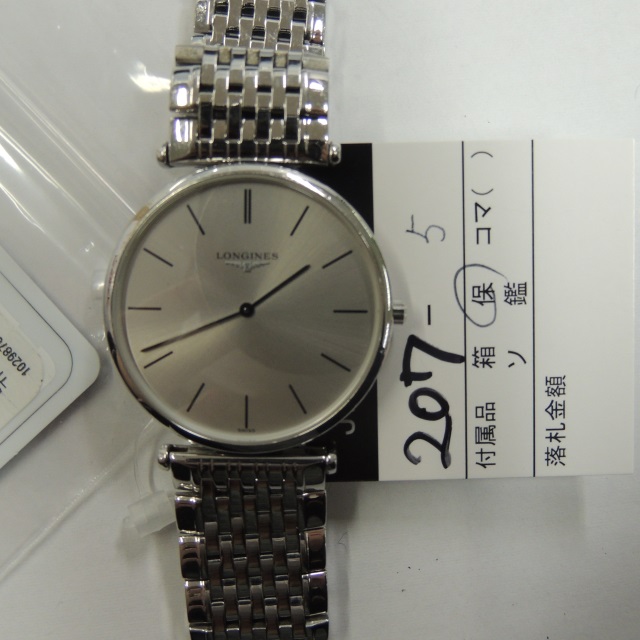 LONGINES
207-5
付属品 箱 保 コマ( )
ソ 鑑
落札金額